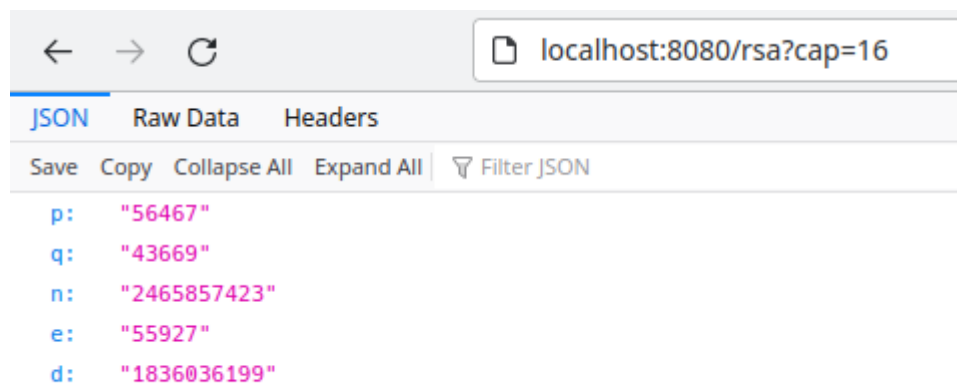 localhost:8080/rsa?cap=16
JSON Raw Data Headers
Save Copy Collapse All Expand All Filter JSON
p: "56467"
q: "43669"
n: "2465857423"
e: "55927"
d: "1836036199"